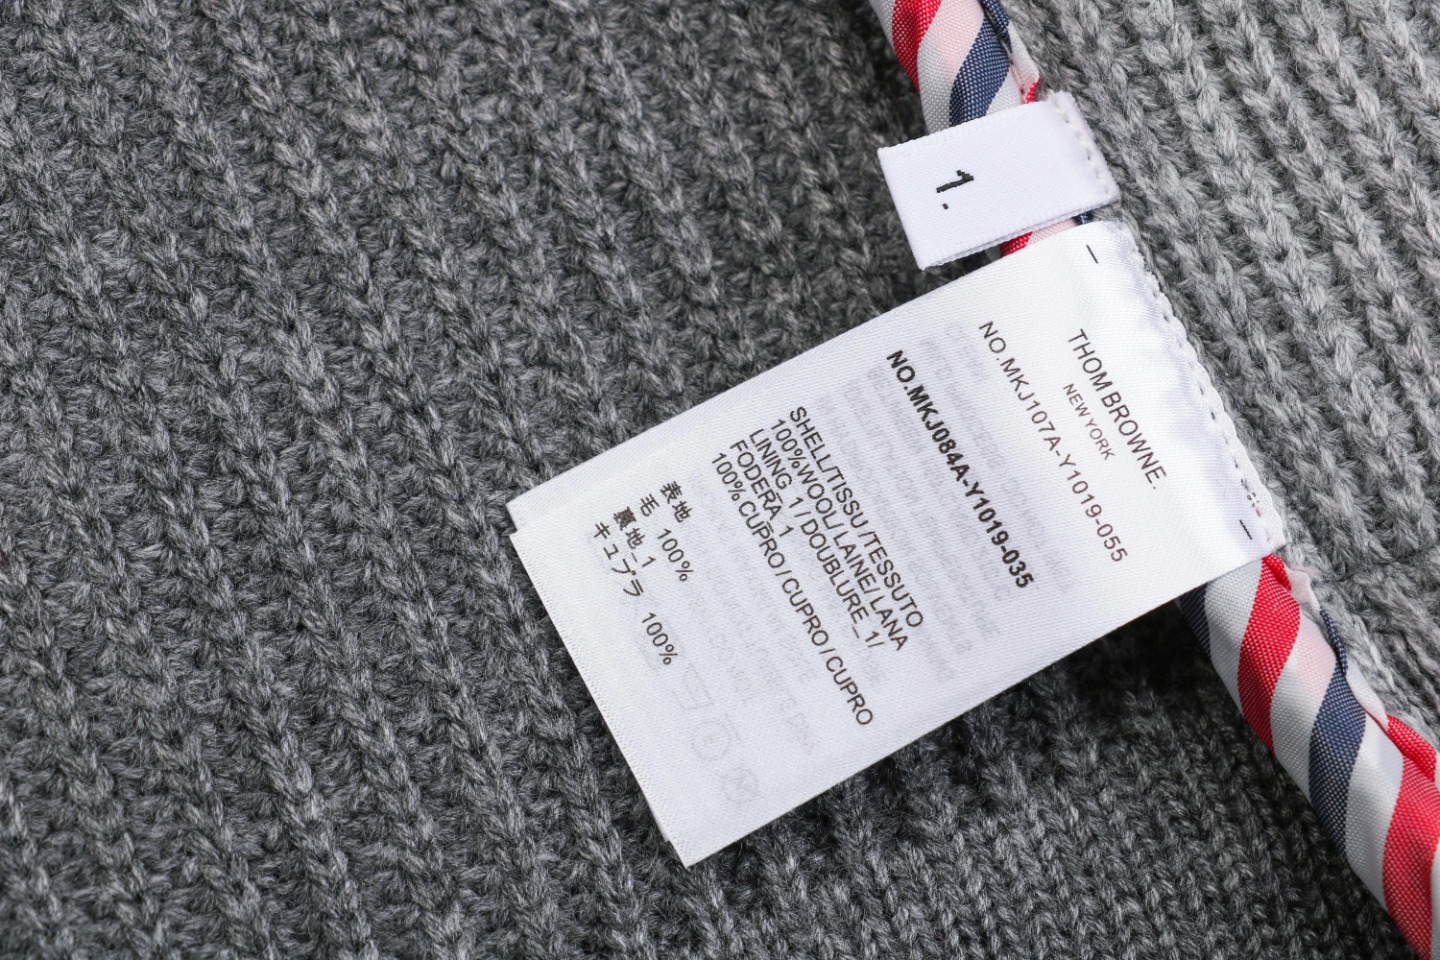 1.
THOM BROWNE.
NEW YORK
NO.MKJ107A-Y1019-055
NO.MKJ084A-Y1019-035
SHELL/TISSU /TESSUTO
100%WOOL/ LAINE/ LANA
LINING_1 / DOUBLURE_1/
FODERA_1
100% CUPRO / CUPRO / CUPRO
表地
毛 100%
裏地_1
キュプラ 100%